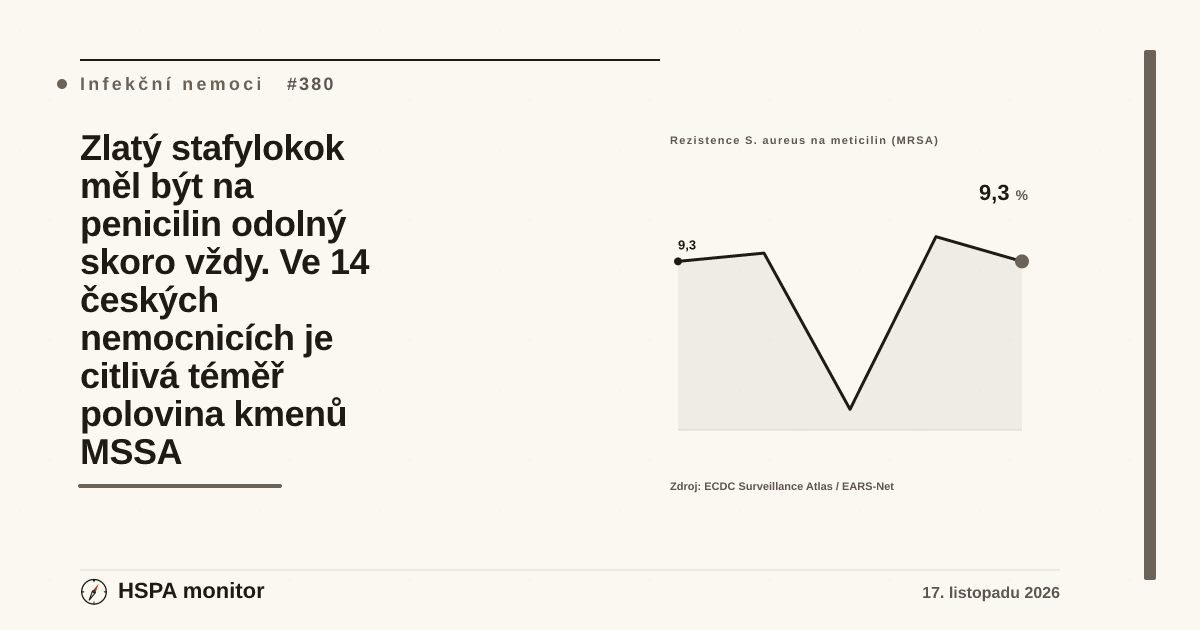 Infekční nemoci #380
Zlatý stafylokok
měl být na
penicilin odolný
skoro vždy. Ve 14
českých
nemocnicích je
citlivá téměř
polovina kmenů
MSSA
Rezistence S. aureus na meticilin (MRSA)
9,3 %
9,3
Zdroj: ECDC Surveillance Atlas / EARS-Net
HSPA monitor
17. listopadu 2026